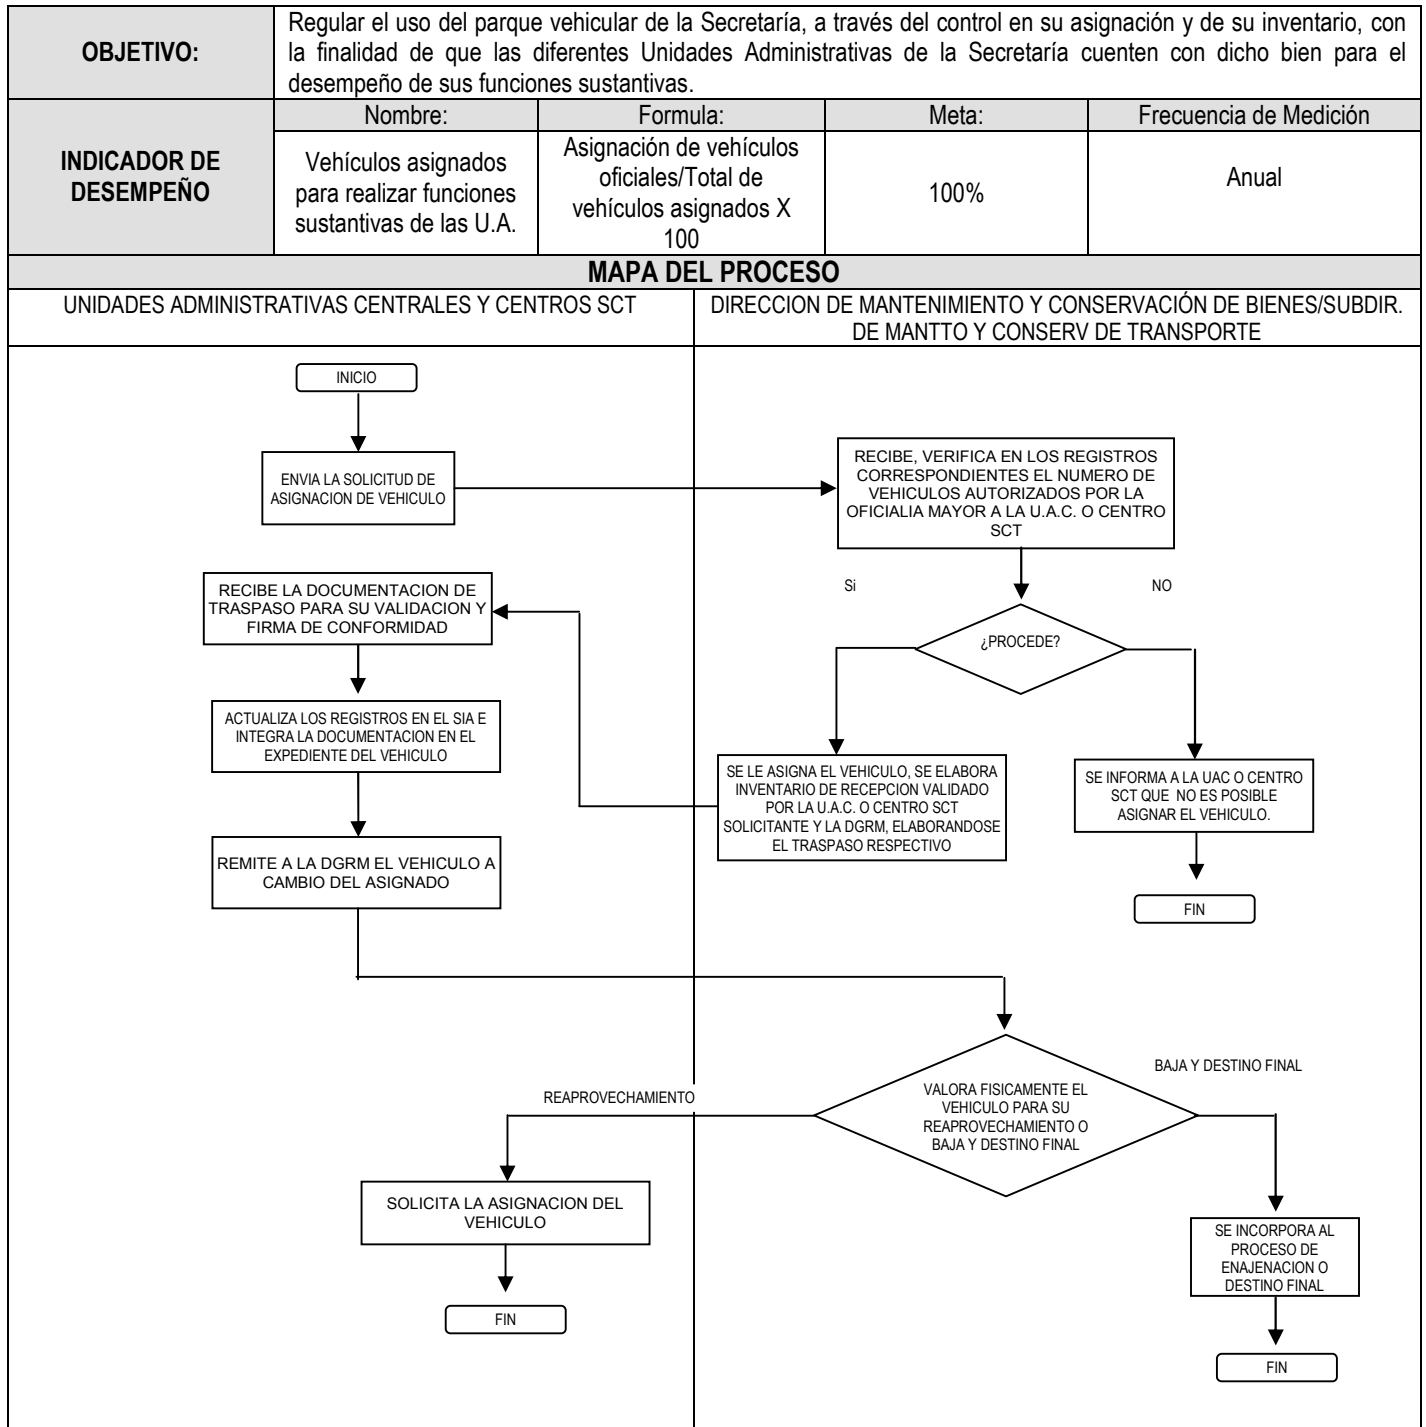 OBJETIVO:
Regular el uso del parque vehicular de la Secretaría, a través del control en su asignación y de su inventario, con
la finalidad de que las diferentes Unidades Administrativas de la Secretaría cuenten con dicho bien para el
desempeño de sus funciones sustantivas.
INDICADOR DE
DESEMPEÑO
Nombre:
Formula:
Meta:
Frecuencia de Medición
Vehículos asignados
para realizar funciones
sustantivas de las U.A.
Asignación de vehículos
oficiales/Total de
vehículos asignados X
100
100%
Anual
MAPA DEL PROCESO
UNIDADES ADMINISTRATIVAS CENTRALES Y CENTROS SCT
DIRECCION DE MANTENIMIENTO Y CONSERVACIÓN DE BIENES/SUBDIR.
DE MANTTO Y CONSERV DE TRANSPORTE
INICIO
ENVIA LA SOLICITUD DE
ASIGNACION DE VEHICULO
RECIBE, VERIFICA EN LOS REGISTROS
CORRESPONDIENTES EL NUMERO DE
VEHICULOS AUTORIZADOS POR LA
OFICIALIA MAYOR A LA U.A.C. O CENTRO
SCT
Si
NO
¿PROCEDE?
RECIBE LA DOCUMENTACION DE
TRASPASO PARA SU VALIDACION Y
FIRMA DE CONFORMIDAD
ACTUALIZA LOS REGISTROS EN EL SIA E
INTEGRA LA DOCUMENTACION EN EL
EXPEDIENTE DEL VEHICULO
SE LE ASIGNA EL VEHICULO, SE ELABORA
INVENTARIO DE RECEPCION VALIDADO
POR LA U.A.C. O CENTRO SCT
SOLICITANTE Y LA DGRM, ELABORANDOSE
EL TRASPASO RESPECTIVO
SE INFORMA A LA UAC O CENTRO
SCT QUE NO ES POSIBLE
ASIGNAR EL VEHICULO.
REMITE A LA DGRM EL VEHICULO A
CAMBIO DEL ASIGNADO
FIN
BAJA Y DESTINO FINAL
REAPROVECHAMIENTO
VALORA FISICAMENTE EL
VEHICULO PARA SU
REAPROVECHAMIENTO O
BAJA Y DESTINO FINAL
SOLICITA LA ASIGNACION DEL
VEHICULO
SE INCORPORA AL
PROCESO DE
ENAJENACION O
DESTINO FINAL
FIN
FIN